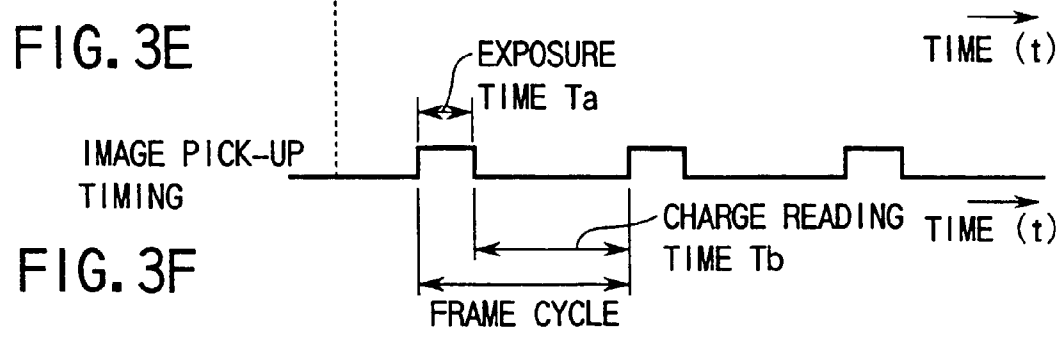 FIG. 3E
TIME (t)
EXPOSURE
TIME Ta
IMAGE PICK-UP
TIMING
CHARGE READING
TIME Tb
TIME (t)
FIG. 3F
FRAME CYCLE